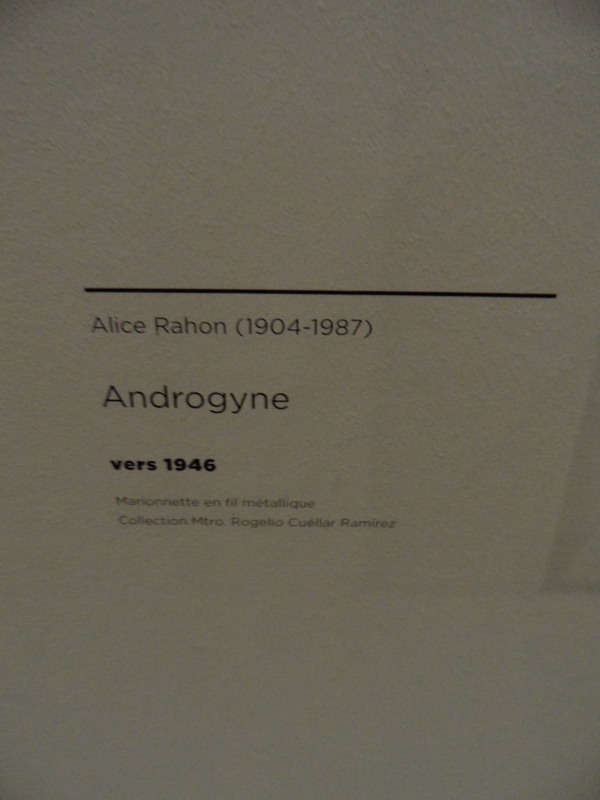 Alice Rahon (1904-1987)
Androgyne
vers 1946
Marionnette en fil métallique
Collection Mtro. Rogelio Cuéllar Ramírez